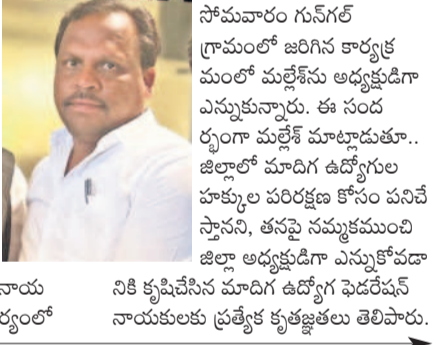 సోమవారం గున్‌గల్
గ్రామంలో జరిగిన కార్యక్ర
మంలో మల్లేశ్‌ను అధ్యక్షుడిగా
ఎన్నుకున్నారు. ఈ సంద
ర్భంగా మల్లేశ్ మాట్లాడుతూ..
జిల్లాలో మాదిగ ఉద్యోగుల
హక్కుల పరిరక్షణ కోసం పనిచే
స్తానని, తనపై నమ్మకముంచి
జిల్లా అధ్యక్షుడిగా ఎన్నుకోవడా
నాయ నికి కృషిచేసిన మాదిగ ఉద్యోగ ఫెడరేషన్
ర్యంలో నాయకులకు ప్రత్యేక కృతజ్ఞతలు తెలిపారు.